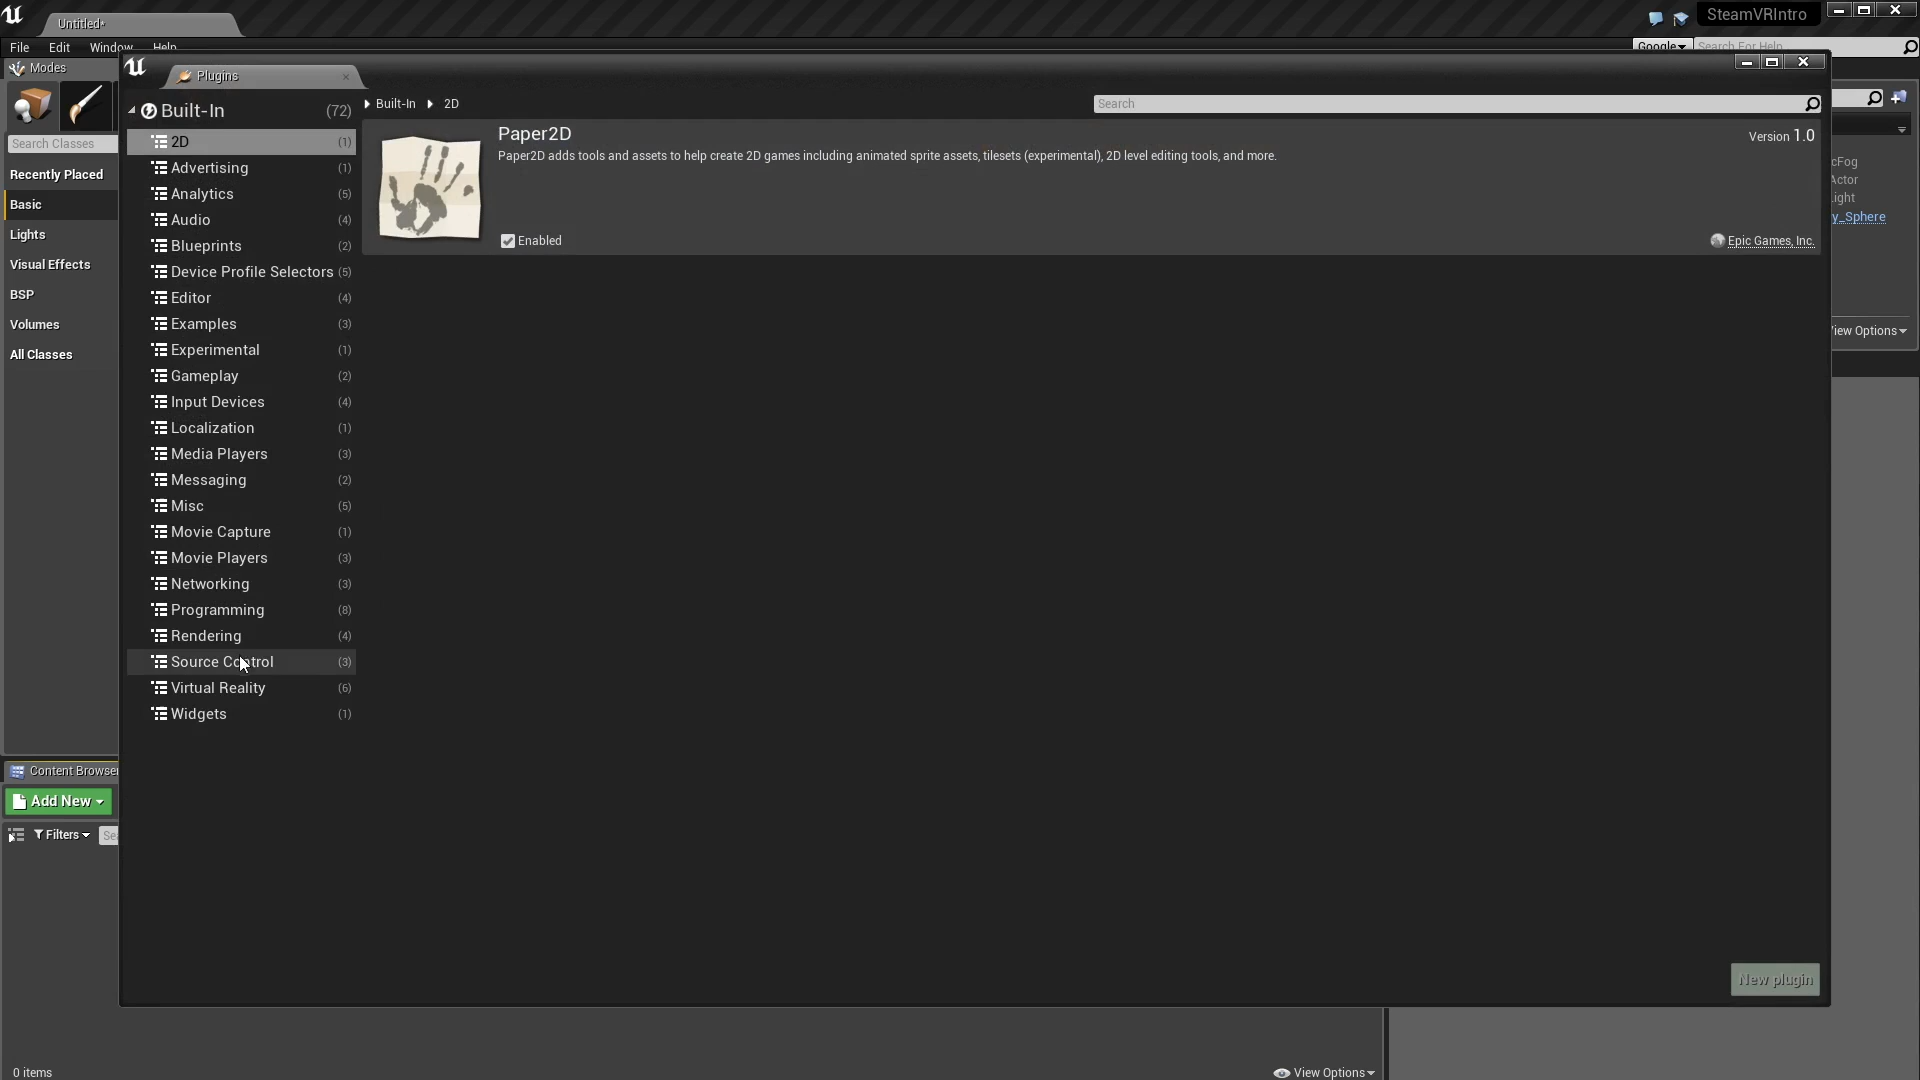 Untitled*
SteamVRIntro
File Edit Window Help
Google Search For Help
Modes
Search Classes
Recently Placed
Basic
Lights
Visual Effects
BSP
Volumes
All Classes
Content Browser
Add New
Filters
0 items
View Options
Plugins
Built-In (72)
2D (1)
Advertising (1)
Analytics (5)
Audio (4)
Blueprints (2)
Device Profile Selectors (5)
Editor (4)
Examples (3)
Experimental (1)
Gameplay (2)
Input Devices (4)
Localization (1)
Media Players (3)
Messaging (2)
Misc (5)
Movie Capture (1)
Movie Players (3)
Networking (3)
Programming (8)
Rendering (4)
Source Control (3)
Virtual Reality (6)
Widgets (1)
Built-In 2D
Search
Paper2D
Version 1.0
Paper2D adds tools and assets to help create 2D games including animated sprite assets, tilesets (experimental), 2D level editing tools, and more.
Enabled
Epic Games, Inc.
New plugin
cFog
Actor
ight
y_Sphere
iew Options